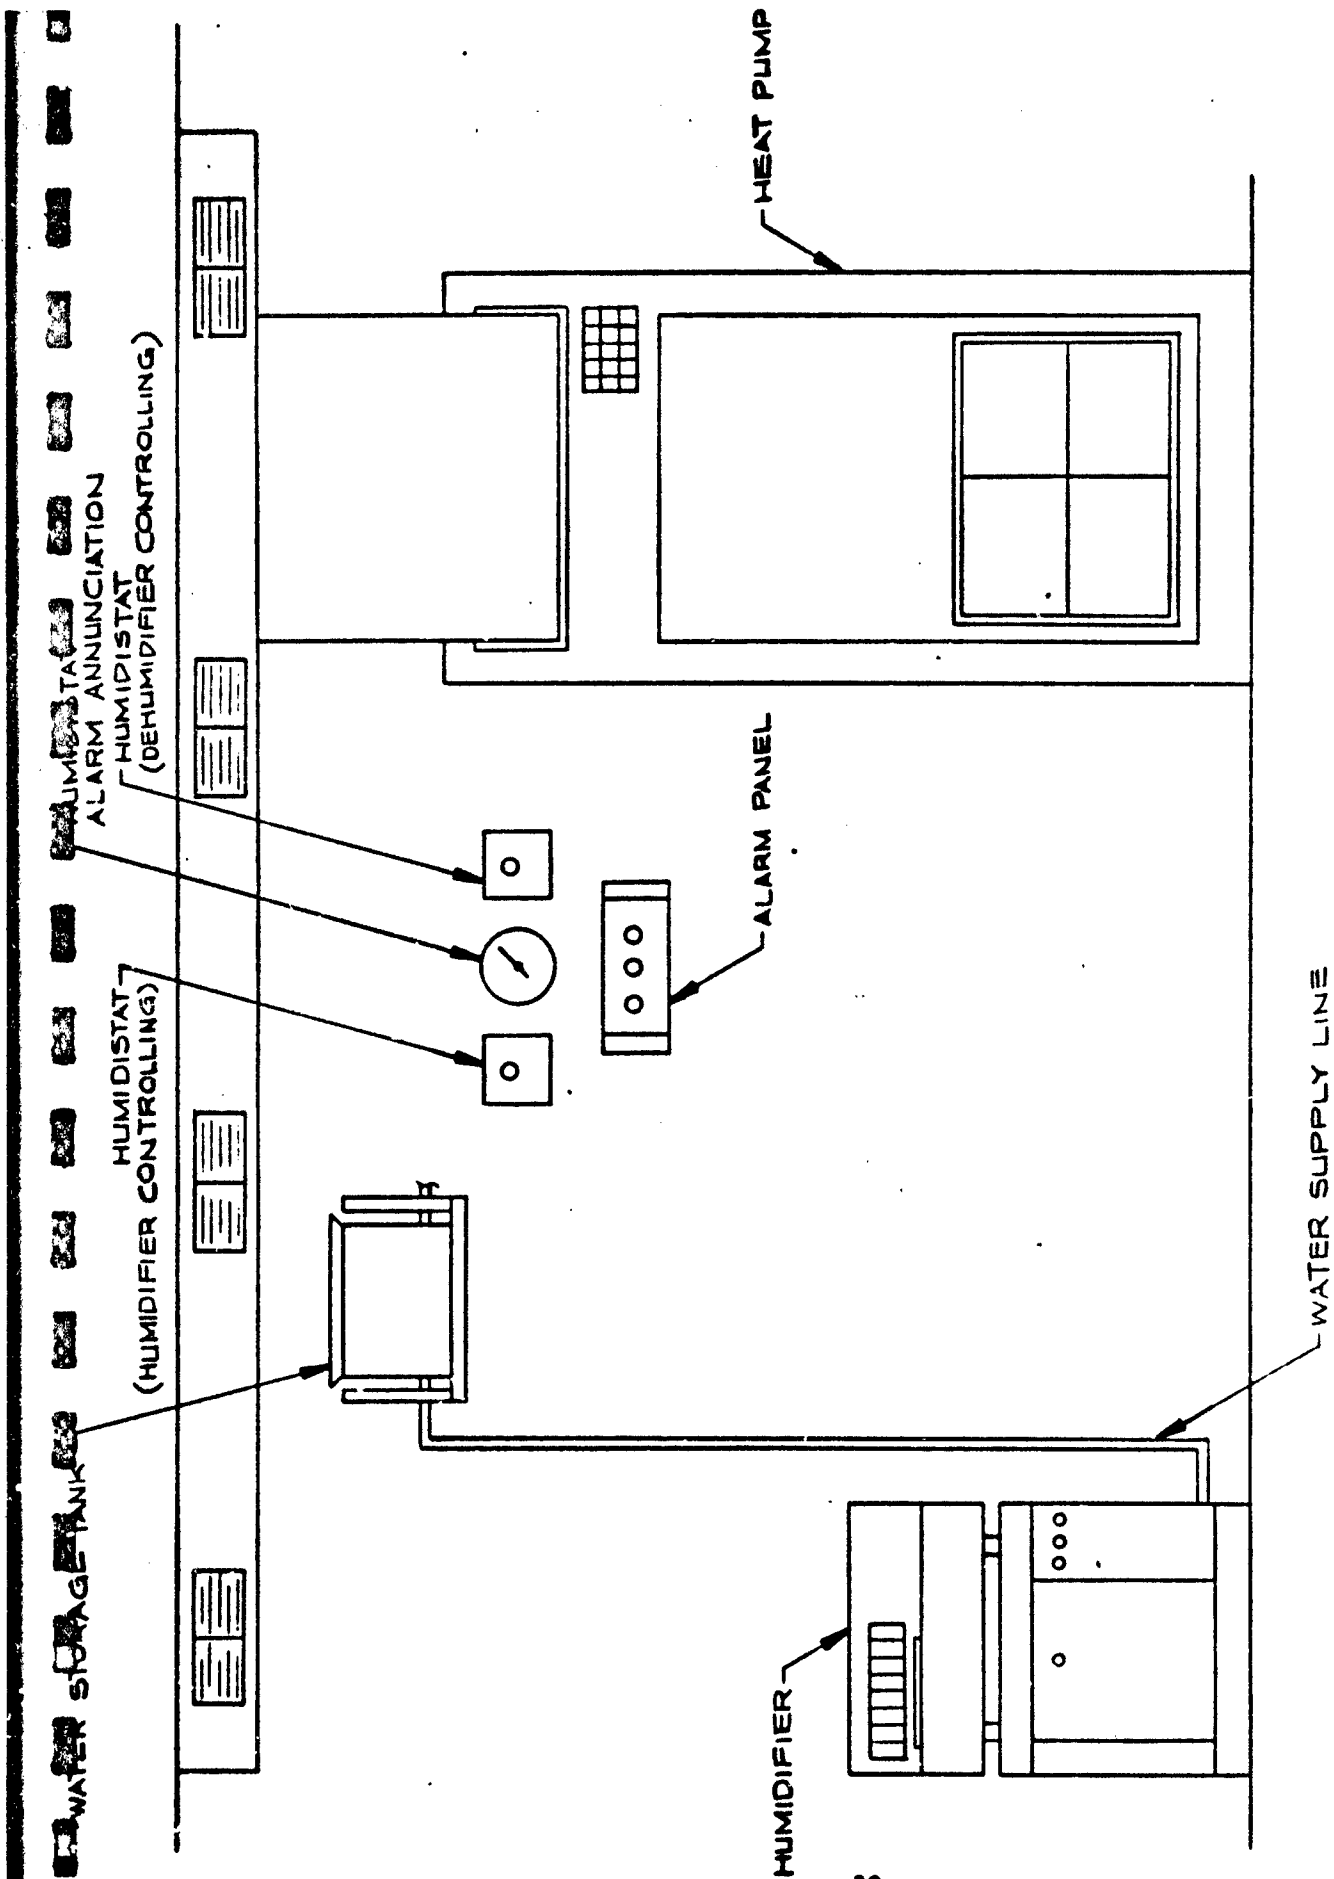 WATER STORAGE TANK
HUMIDISTAT
(HUMIDIFIER CONTROLLING)
ALARM ANNUNCIATION
HUMIDISTAT
(DEHUMIDIFIER CONTROLLING)
HUMIDIFIER
ALARM PANEL
HEAT PUMP
WATER SUPPLY LINE